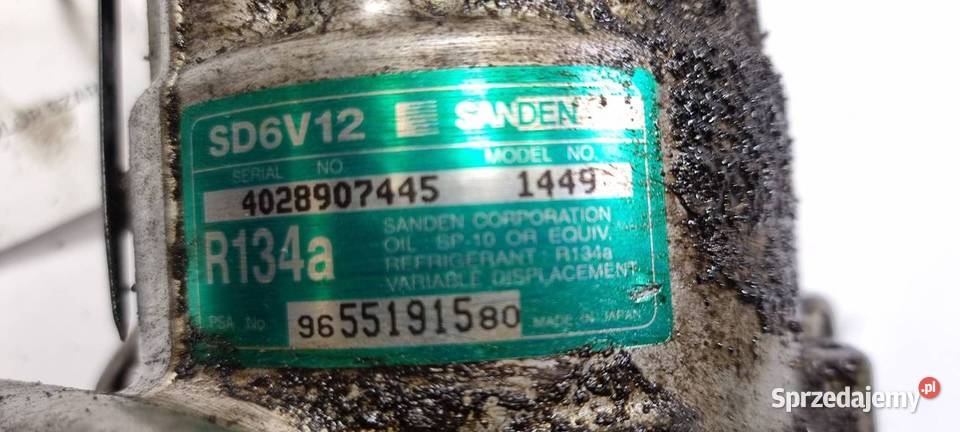 SD6V12 SANDEN
SERIAL NO. MODEL NO.
4028907445 1449
R134a
SANDEN CORPORATION
OIL SP-10 OR EQUIV.
REFRIGERANT R134a
VARIABLE DISPLACEMENT
PSA No. 9655191580 MADE IN JAPAN
Sprzedajemy.pl